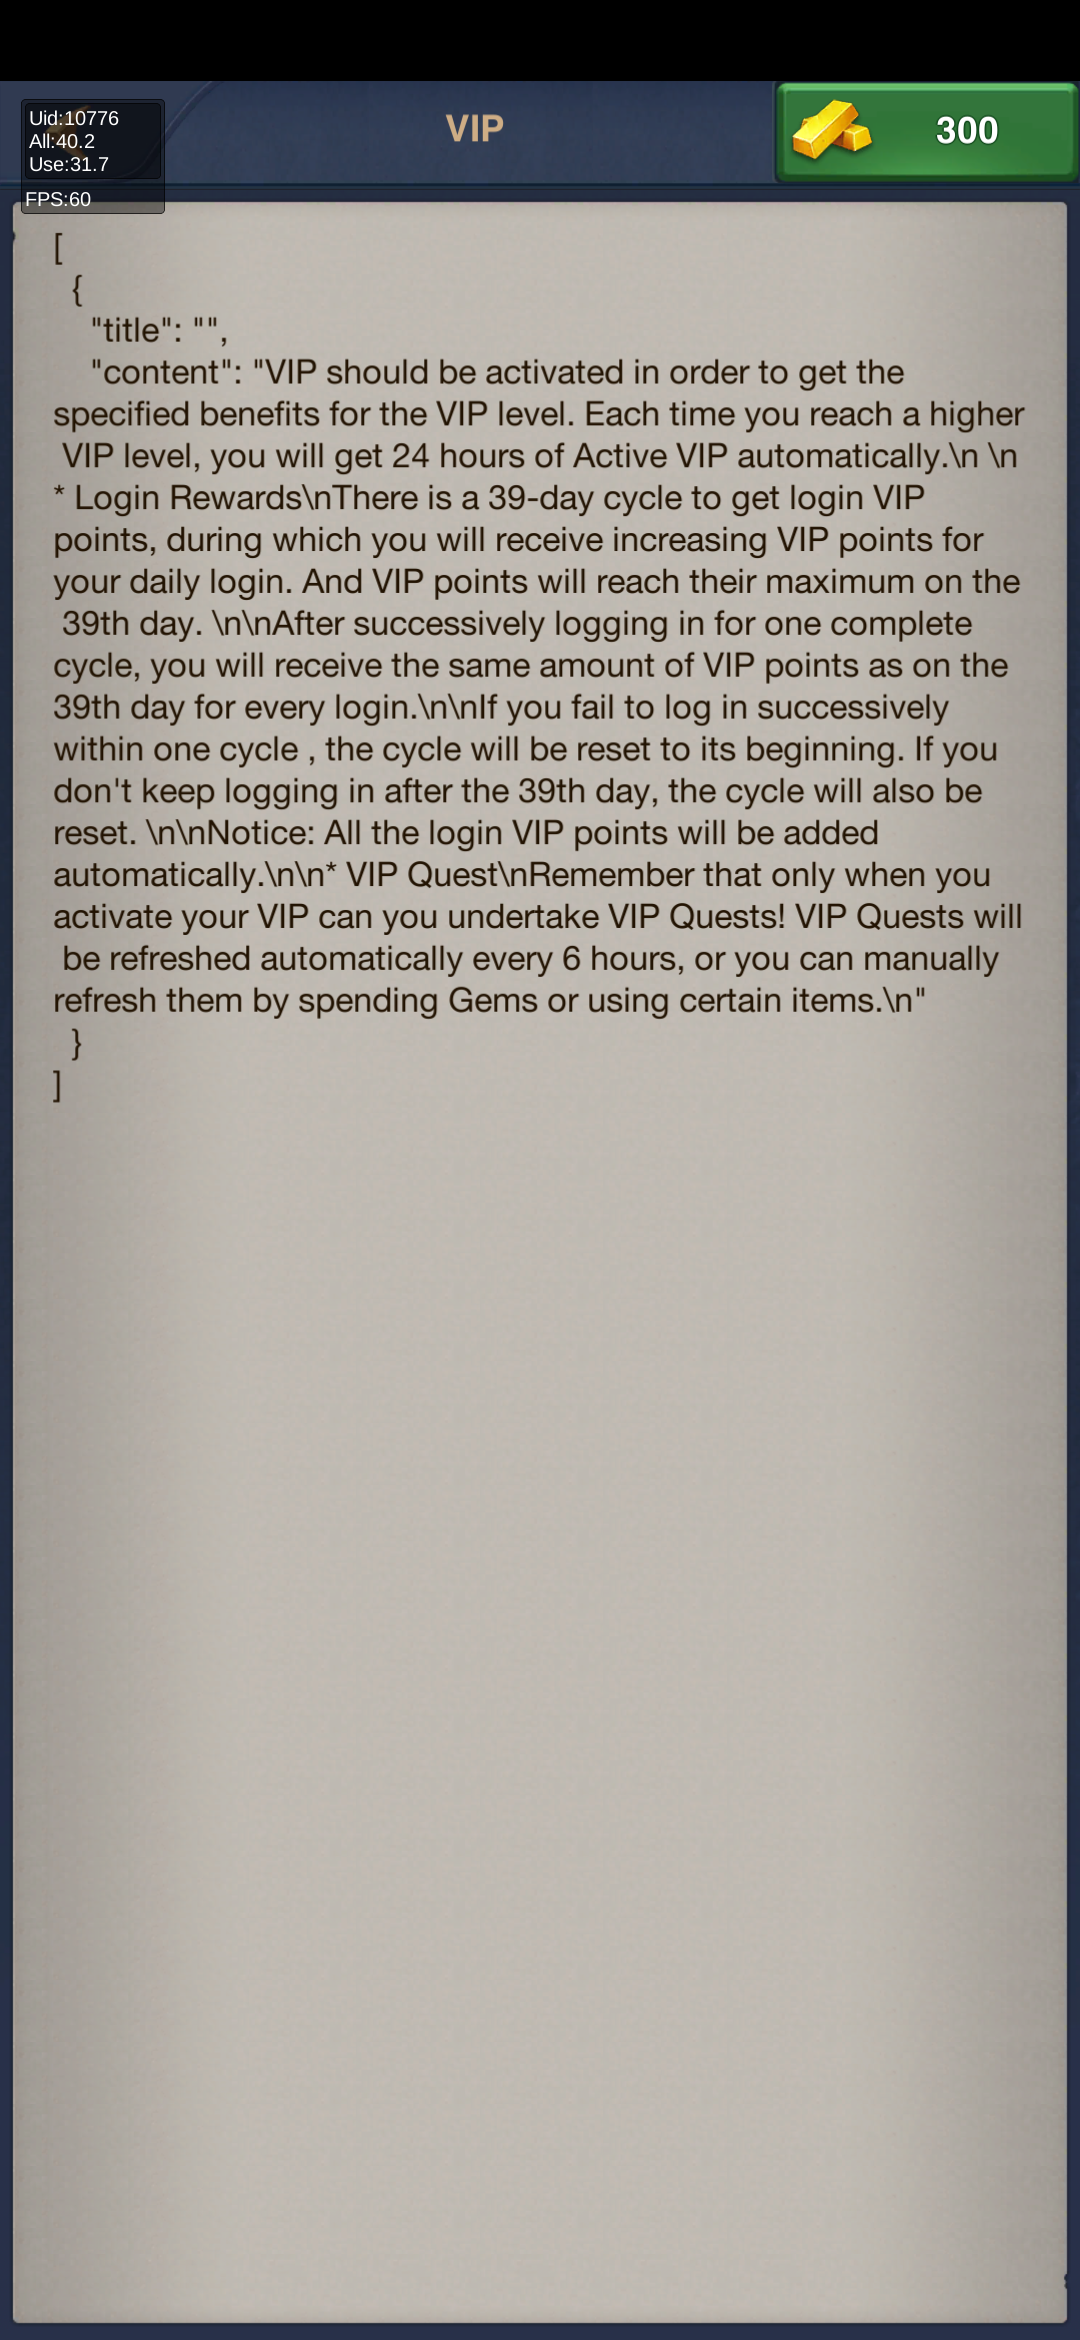 Uid:10776
All:40.2
Use:31.7
FPS:60
VIP
300
[
{
"title": "",
"content": "VIP should be activated in order to get the
specified benefits for the VIP level. Each time you reach a higher
VIP level, you will get 24 hours of Active VIP automatically.\n \n
* Login Rewards\nThere is a 39-day cycle to get login VIP
points, during which you will receive increasing VIP points for
your daily login. And VIP points will reach their maximum on the
39th day. \n\nAfter successively logging in for one complete
cycle, you will receive the same amount of VIP points as on the
39th day for every login.\n\nIf you fail to log in successively
within one cycle , the cycle will be reset to its beginning. If you
don't keep logging in after the 39th day, the cycle will also be
reset. \n\nNotice: All the login VIP points will be added
automatically.\n\n* VIP Quest\nRemember that only when you
activate your VIP can you undertake VIP Quests! VIP Quests will
be refreshed automatically every 6 hours, or you can manually
refresh them by spending Gems or using certain items.\n"
}
]